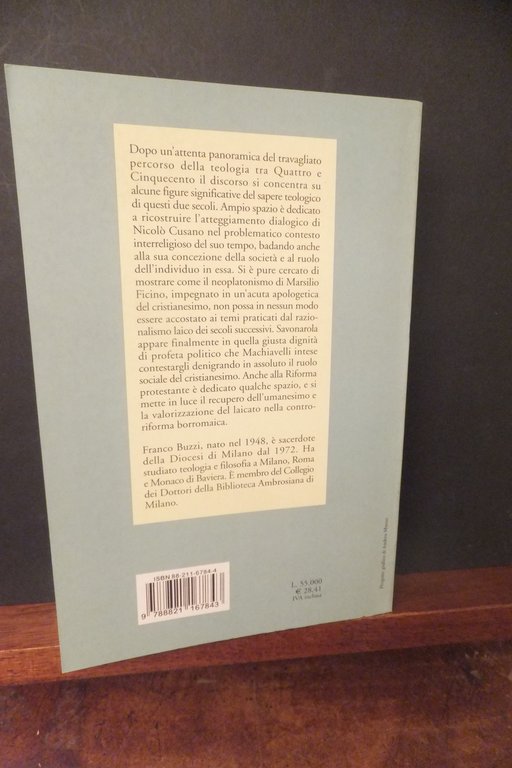 Dopo un'attenta panoramica del travagliato
percorso della teologia tra Quattro e
Cinquecento il discorso si concentra su
alcune figure significative del sapere teologico
di questi due secoli. Ampio spazio è dedicato
a ricostruire l'atteggiamento dialogico di
Nicolò Cusano nel problematico contesto
interreligioso del suo tempo, badando anche
alla sua concezione della società e al ruolo
dell'individuo in essa. Si è pure cercato di
mostrare come il neoplatonismo di Marsilio
Ficino, impegnato in un'acuta apologetica
del cristianesimo, non possa in nessun modo
essere accostato ai temi praticati dal razio-
nalismo laico dei secoli successivi. Savonarola
appare finalmente in quella giusta dignità
di profeta politico che Machiavelli intese
contestargli denigrando in assoluto il ruolo
sociale del cristianesimo. Anche alla Riforma
protestante è dedicato qualche spazio, e si
mette in luce il recupero dell'umanesimo e
la valorizzazione del laicato nella contro-
riforma borromaica.
Franco Buzzi, nato nel 1948, è sacerdote
della Diocesi di Milano dal 1972. Ha
studiato teologia e filosofia a Milano, Roma
e Monaco di Baviera. È membro del Collegio
dei Dottori della Biblioteca Ambrosiana di
Milano.
ISBN 88-211-6784-4
9 788821 167843
L. 55 000
€ 28,41
IVA inclusa
Progetto grafico di Andrea Musso